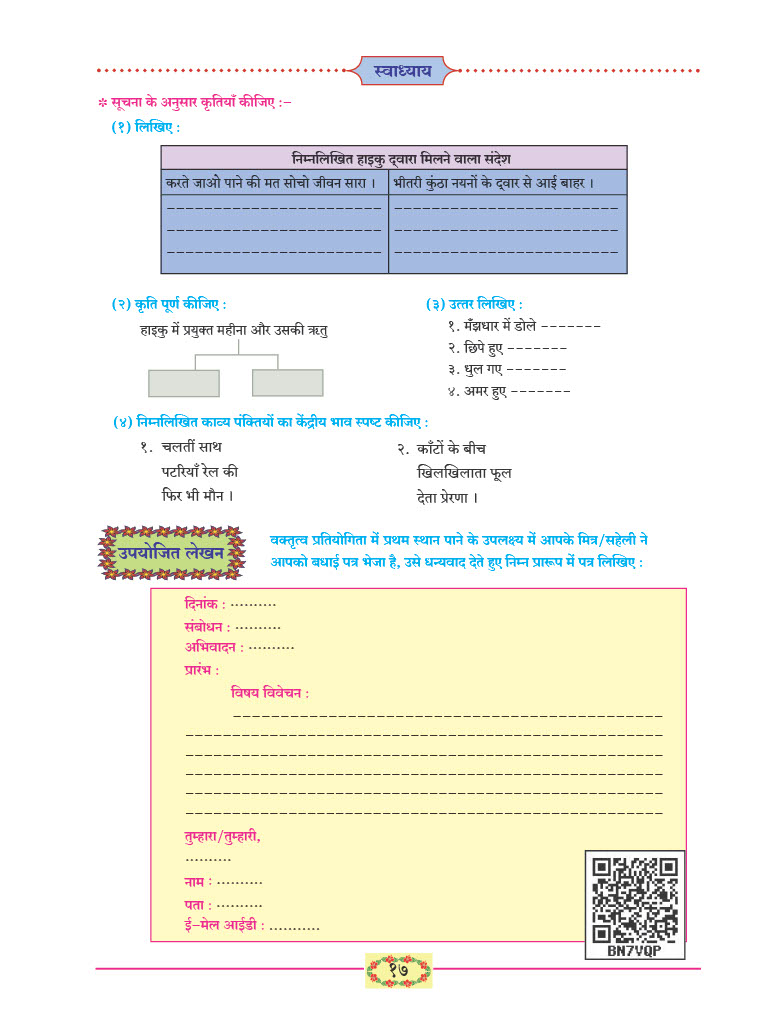 स्वाध्याय
✻ सूचना के अनुसार कृतियाँ कीजिए :–
(१) लिखिए :
निम्नलिखित हाइकु द्‌वारा मिलने वाला संदेश
करते जाओ पाने की मत सोचो जीवन सारा ।
भीतरी कुंठा नयनों के द्‌वार से आई बाहर ।
(२) कृति पूर्ण कीजिए :
हाइकु में प्रयुक्त महीना और उसकी ऋतु
(३) उत्तर लिखिए :
१. मँझधार में डोले –––––––
२. छिपे हुए –––––––
३. धुल गए –––––––
४. अमर हुए –––––––
(४) निम्नलिखित काव्य पंक्तियों का केंद्रीय भाव स्पष्ट कीजिए :
१. चलतीं साथ
पटरियाँ रेल की
फिर भी मौन ।
२. काँटों के बीच
खिलखिलाता फूल
देता प्रेरणा ।
उपयोजित लेखन
वक्तृत्व प्रतियोगिता में प्रथम स्थान पाने के उपलक्ष्य में आपके मित्र/सहेली ने
आपको बधाई पत्र भेजा है, उसे धन्यवाद देते हुए निम्न प्रारूप में पत्र लिखिए :
दिनांक : ..........
संबोधन : ..........
अभिवादन : ..........
प्रारंभ :
विषय विवेचन :
तुम्हारा/तुम्हारी,
..........
नाम : ..........
पता : ..........
ई–मेल आईडी : ...........
BN7VQP
१७